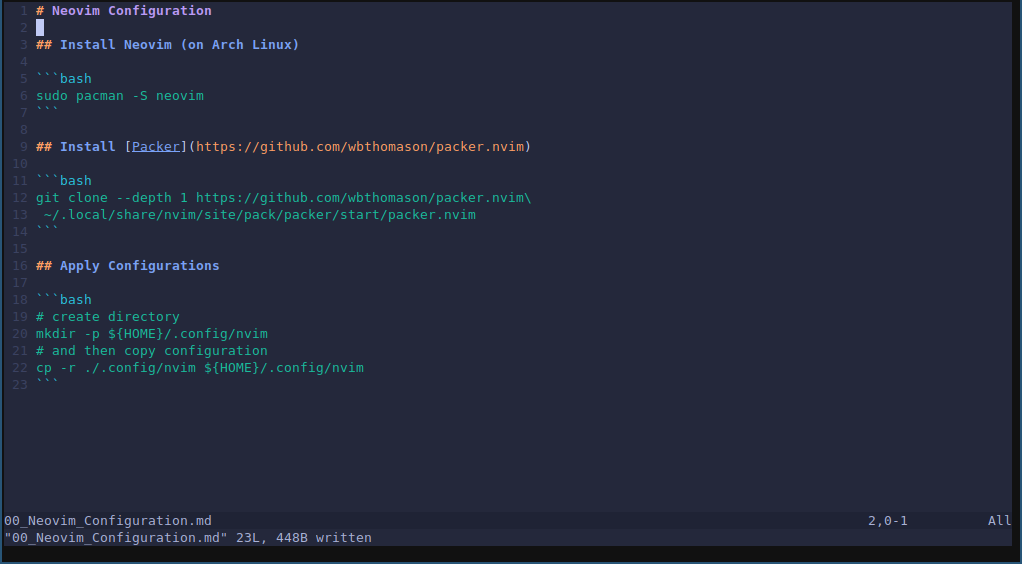 1 # Neovim Configuration
2
3 ## Install Neovim (on Arch Linux)
4
5 ```bash
6 sudo pacman -S neovim
7 ```
8
9 ## Install [Packer](https://github.com/wbthomason/packer.nvim)
10
11 ```bash
12 git clone --depth 1 https://github.com/wbthomason/packer.nvim\
13  ~/.local/share/nvim/site/pack/packer/start/packer.nvim
14 ```
15
16 ## Apply Configurations
17
18 ```bash
19 # create directory
20 mkdir -p ${HOME}/.config/nvim
21 # and then copy configuration
22 cp -r ./.config/nvim ${HOME}/.config/nvim
23 ```
00_Neovim_Configuration.md 2,0-1 All
"00_Neovim_Configuration.md" 23L, 448B written